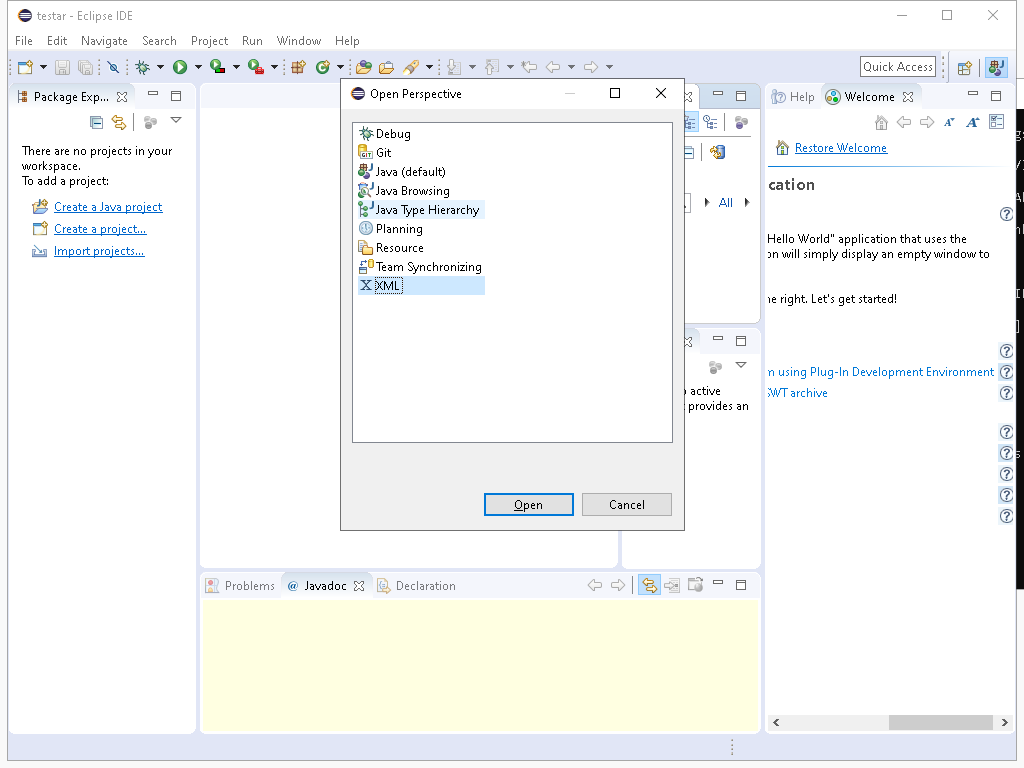 testar - Eclipse IDE
File Edit Navigate Search Project Run Window Help
Quick Access
Package Exp...
There are no projects in your
workspace.
To add a project:
Create a Java project
Create a project...
Import projects...
Open Perspective
Debug
GIT Git
Java (default)
Java Browsing
Java Type Hierarchy
Planning
Resource
Team Synchronizing
X XML
Open Cancel
All
active
provides an
Help Welcome
Restore Welcome
cation
Hello World" application that uses the
on will simply display an empty window to
he right. Let's get started!
n using Plug-In Development Environment
SWT archive
Problems @ Javadoc Declaration